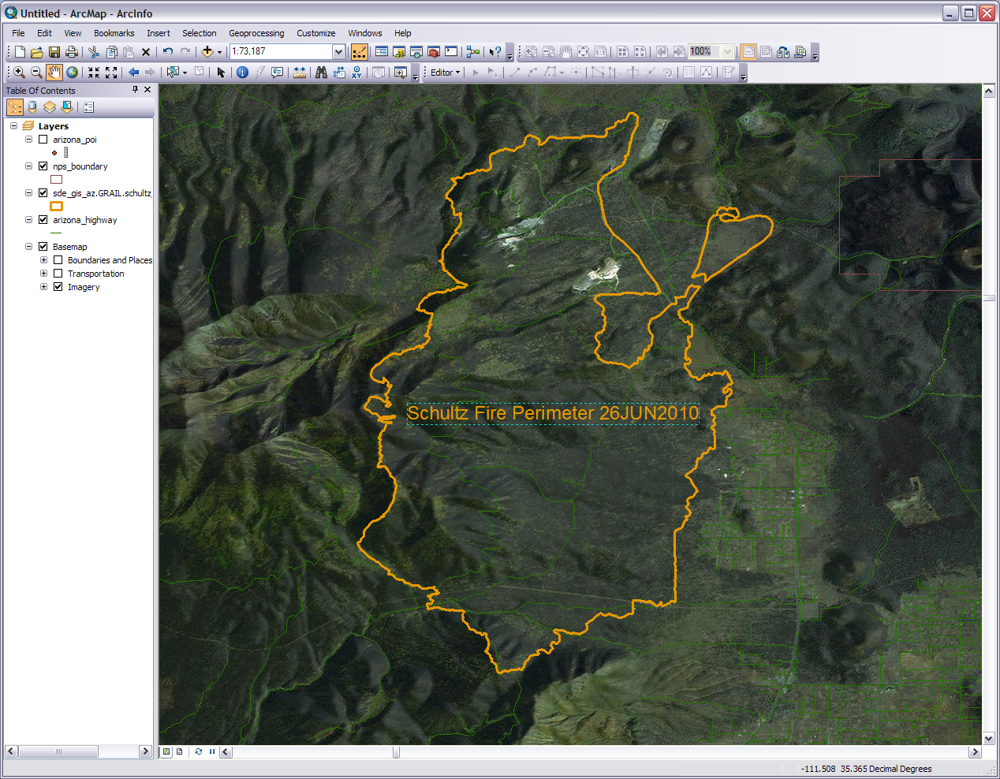 Untitled - ArcMap - ArcInfo
File Edit View Bookmarks Insert Selection Geoprocessing Customize Windows Help
1:73,187
100%
Editor
Table Of Contents
Layers
arizona_poi
nps_boundary
sde_gis_az.GRAIL.schultz_
arizona_highway
Basemap
Boundaries and Places
Transportation
Imagery
Schultz Fire Perimeter 26JUN2010
-111.508 35.365 Decimal Degrees